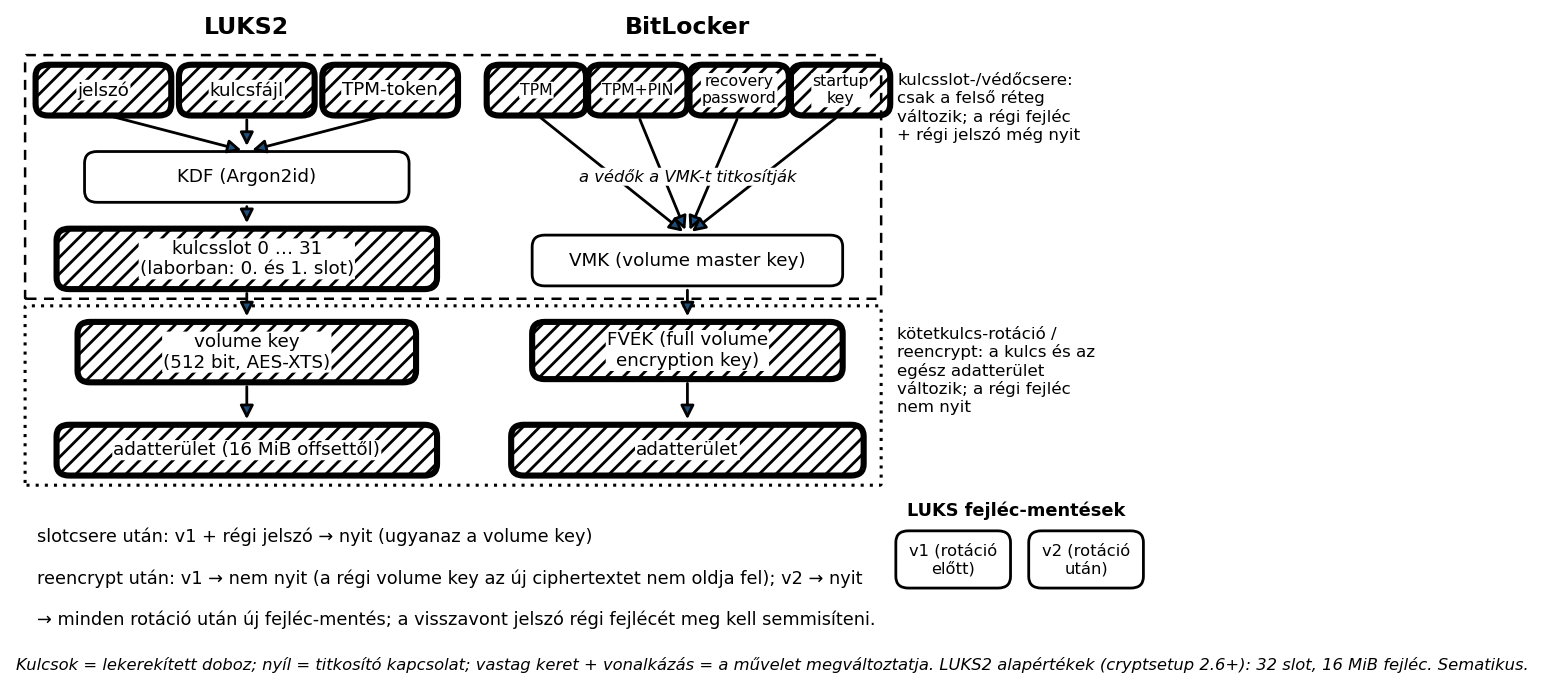 LUKS2
BitLocker
jelszó
kulcsfájl
TPM-token
TPM
TPM+PIN
recovery
password
startup
key
kulcsslot-/védőcsere:
csak a felső réteg
változik; a régi fejléc
+ régi jelszó még nyit
KDF (Argon2id)
a védők a VMK-t titkosítják
kulcsslot 0 … 31
(laborban: 0. és 1. slot)
VMK (volume master key)
volume key
(512 bit, AES-XTS)
FVEK (full volume
encryption key)
kötetkulcs-rotáció /
reencrypt: a kulcs és az
egész adatterület
változik; a régi fejléc
nem nyit
adatterület (16 MiB offsettől)
adatterület
LUKS fejléc-mentések
v1 (rotáció
előtt)
v2 (rotáció
után)
slotcsere után: v1 + régi jelszó → nyit (ugyanaz a volume key)
reencrypt után: v1 → nem nyit (a régi volume key az új ciphertextet nem oldja fel); v2 → nyit
→ minden rotáció után új fejléc-mentés; a visszavont jelszó régi fejlécét meg kell semmisíteni.
Kulcsok = lekerekített doboz; nyíl = titkosító kapcsolat; vastag keret + vonalkázás = a művelet megváltoztatja. LUKS2 alapértékek (cryptsetup 2.6+): 32 slot, 16 MiB fejléc. Sematikus.